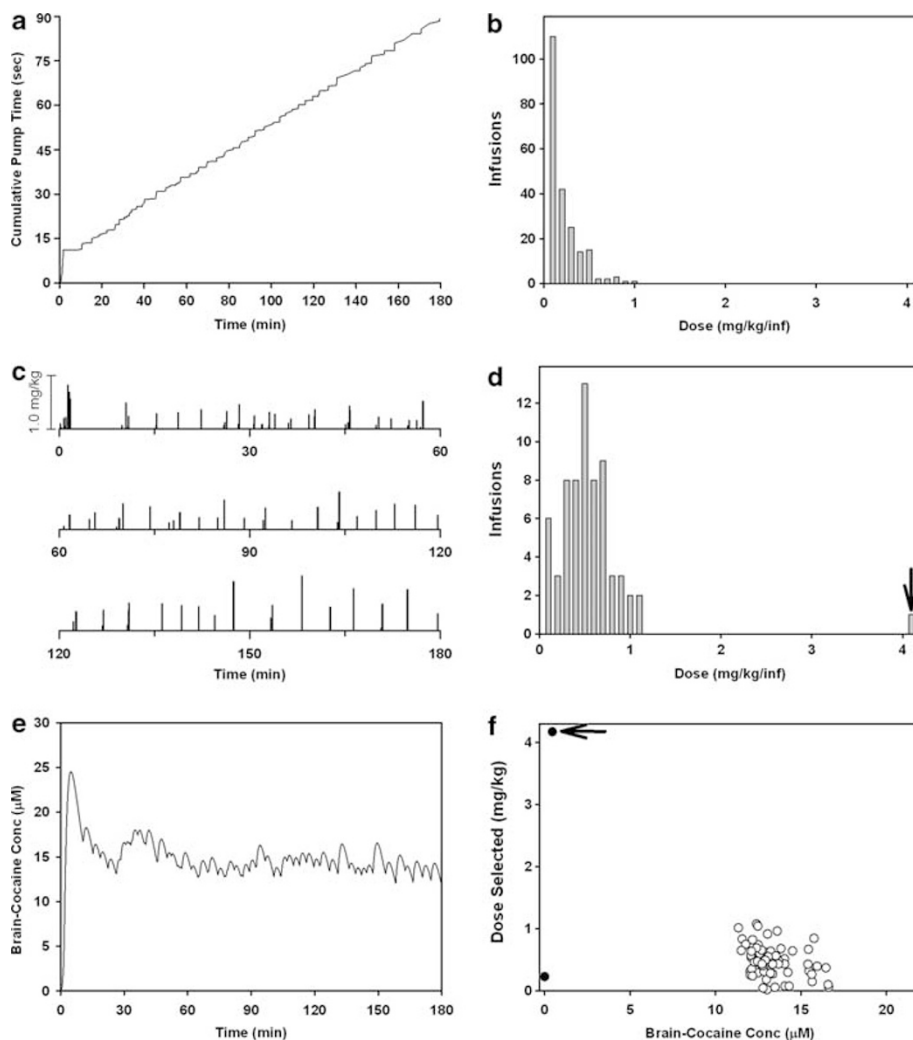 a
90
75
60
45
30
15
0
Cumulative Pump Time (sec)
0 20 40 60 80 100 120 140 160 180
Time (min)
b
100
80
60
40
20
0
Infusions
0 1 2 3 4
Dose (mg/kg/inf)
c
1.0 mg/kg
0 30 60
60 90 120
120 150 180
Time (min)
d
12
10
8
6
4
2
0
Infusions
0 1 2 3 4
Dose (mg/kg/inf)
e
30
25
20
15
10
5
0
Brain-Cocaine Conc (μM)
0 30 60 90 120 150 180
Time (min)
f
4
3
2
1
0
Dose Selected (mg/kg)
0 5 10 15 20
Brain-Cocaine Conc (μM)